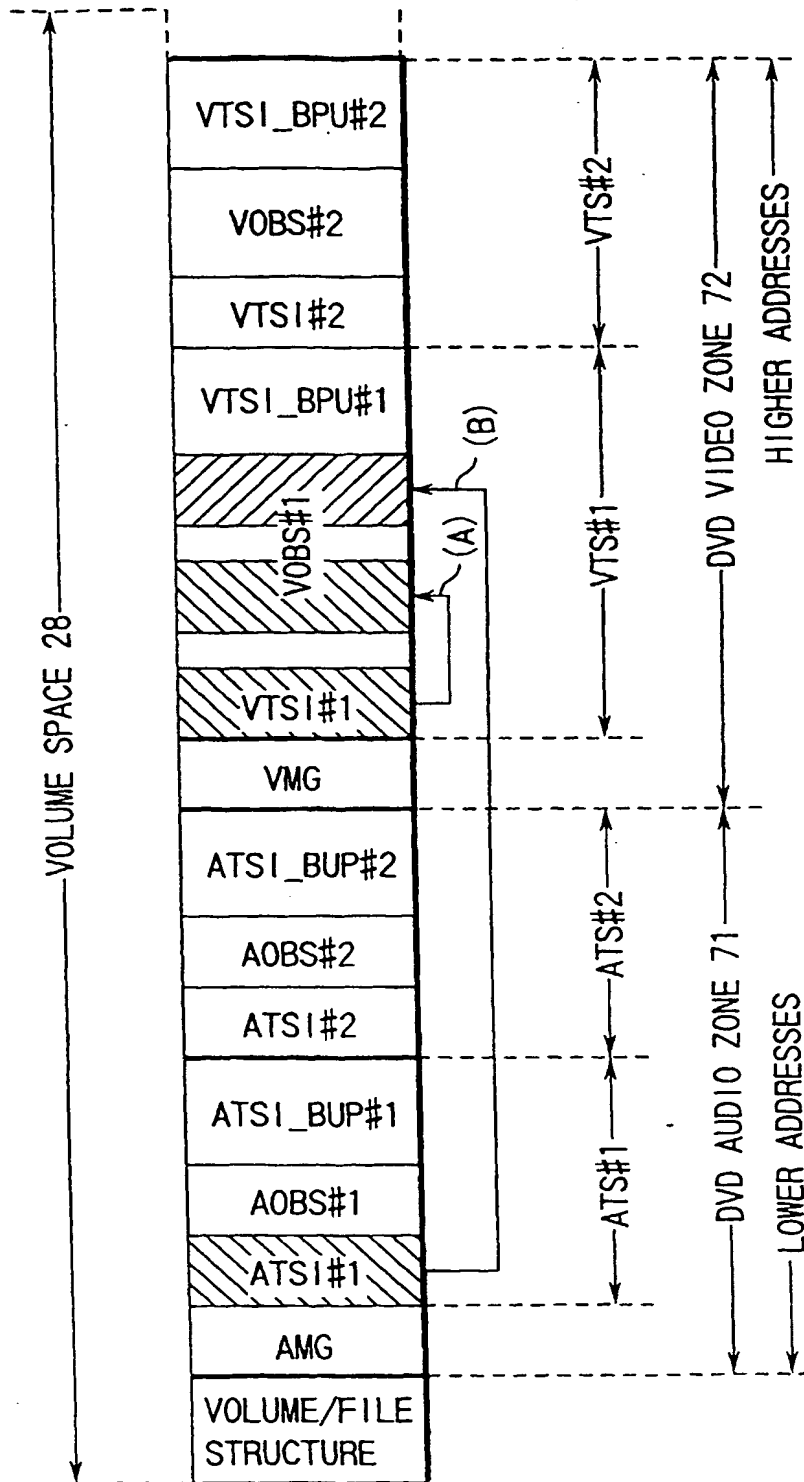 VOLUME SPACE 28
VTSI_BPU#2
VOBS#2
VTSI#2
VTSI_BPU#1
VOBS#1
VTSI#1
VMG
ATSI_BUP#2
AOBS#2
ATSI#2
ATSI_BUP#1
AOBS#1
ATSI#1
AMG
VOLUME/FILE
STRUCTURE
(B)
(A)
VTS#2
VTS#1
ATS#2
ATS#1
DVD VIDEO ZONE 72
DVD AUDIO ZONE 71
HIGHER ADDRESSES
LOWER ADDRESSES